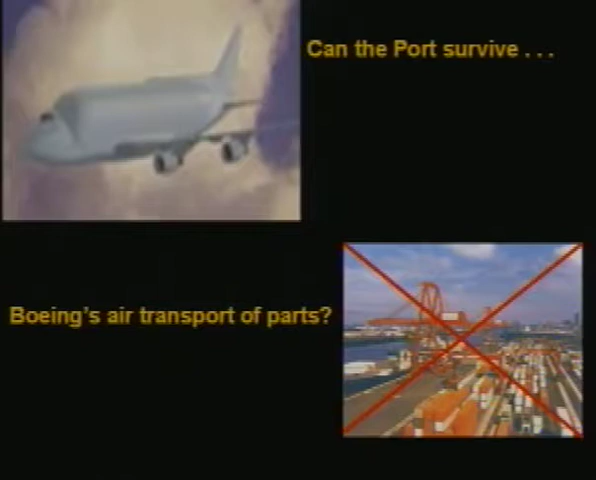 Can the Port survive . . .
Boeing's air transport of parts?